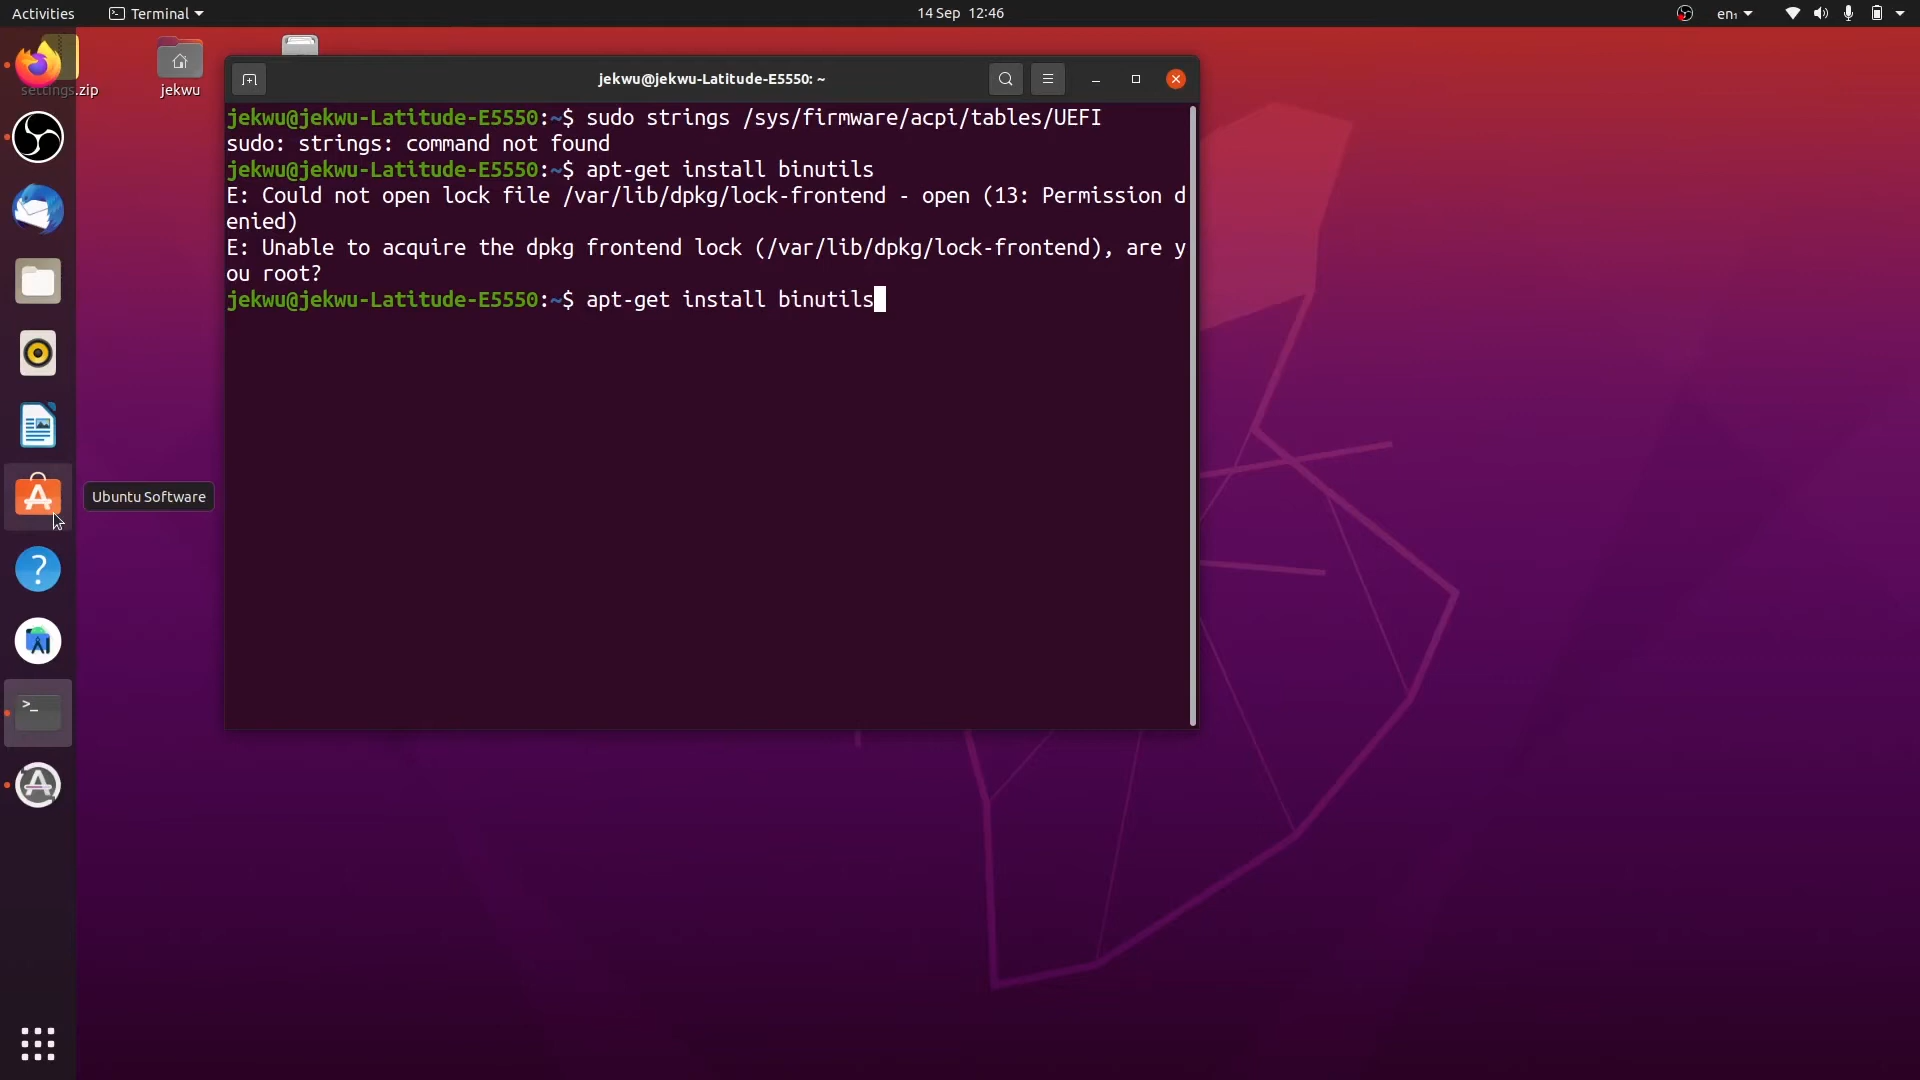 Activities
Terminal
14 Sep 12:46
en₁
settings.zip
jekwu
jekwu@jekwu-Latitude-E5550: ~
jekwu@jekwu-Latitude-E5550:~$ sudo strings /sys/firmware/acpi/tables/UEFI
sudo: strings: command not found
jekwu@jekwu-Latitude-E5550:~$ apt-get install binutils
E: Could not open lock file /var/lib/dpkg/lock-frontend - open (13: Permission d
enied)
E: Unable to acquire the dpkg frontend lock (/var/lib/dpkg/lock-frontend), are y
ou root?
jekwu@jekwu-Latitude-E5550:~$ apt-get install binutils
Ubuntu Software